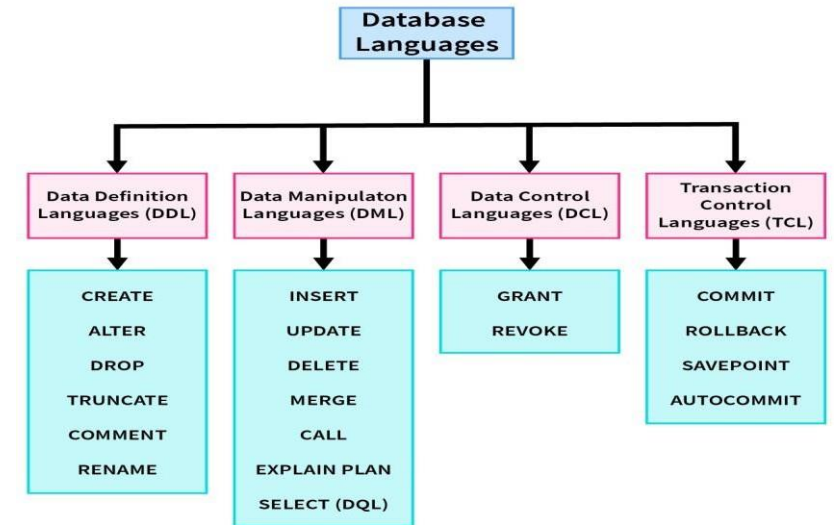 Database
Languages
Data Definition
Languages (DDL)
Data Manipulaton
Languages (DML)
Data Control
Languages (DCL)
Transaction
Control
Languages (TCL)
CREATE
ALTER
DROP
TRUNCATE
COMMENT
RENAME
INSERT
UPDATE
DELETE
MERGE
CALL
EXPLAIN PLAN
SELECT (DQL)
GRANT
REVOKE
COMMIT
ROLLBACK
SAVEPOINT
AUTOCOMMIT